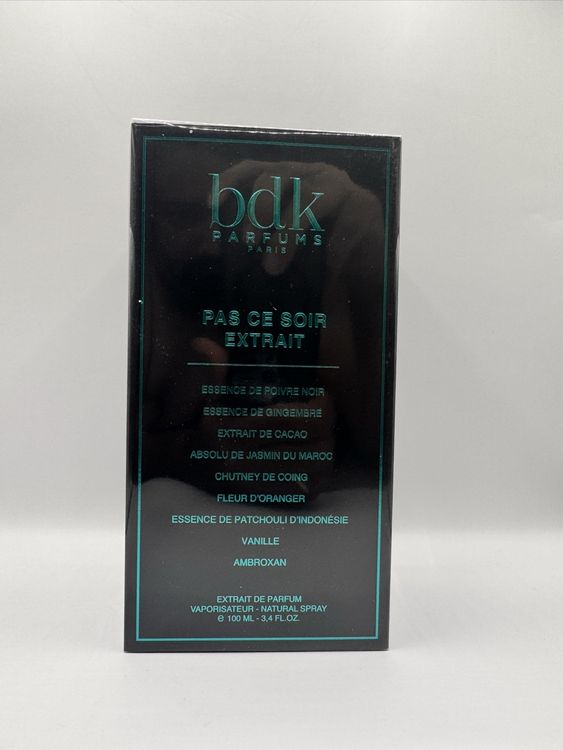 bdk
PARFUMS
PARIS
PAS CE SOIR
EXTRAIT
ESSENCE DE POIVRE NOIR
ESSENCE DE GINGEMBRE
EXTRAIT DE CACAO
ABSOLU DE JASMIN DU MAROC
CHUTNEY DE COING
FLEUR D'ORANGER
ESSENCE DE PATCHOULI D'INDONÉSIE
VANILLE
AMBROXAN
EXTRAIT DE PARFUM
VAPORISATEUR - NATURAL SPRAY
℮ 100 ML - 3,4 FL.OZ.